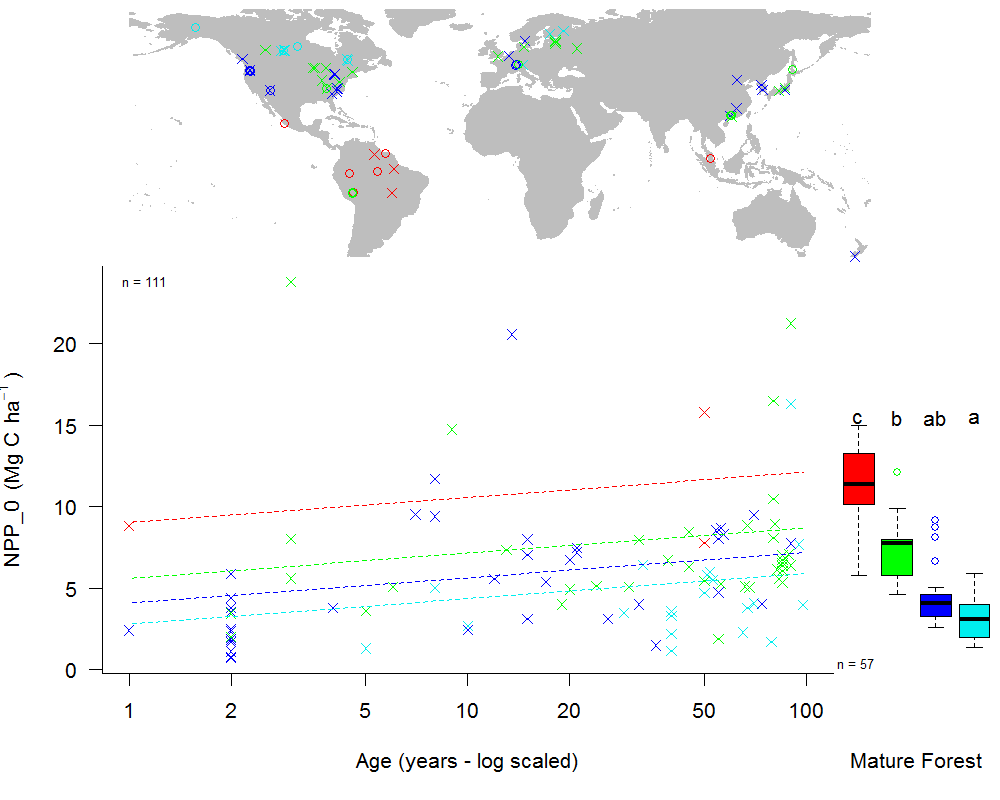 n = 111
NPP_0 (Mg C ha⁻¹ )
20
15
10
5
0
c b ab a
n = 57
1 2 5 10 20 50 100
Age (years - log scaled)
Mature Forest